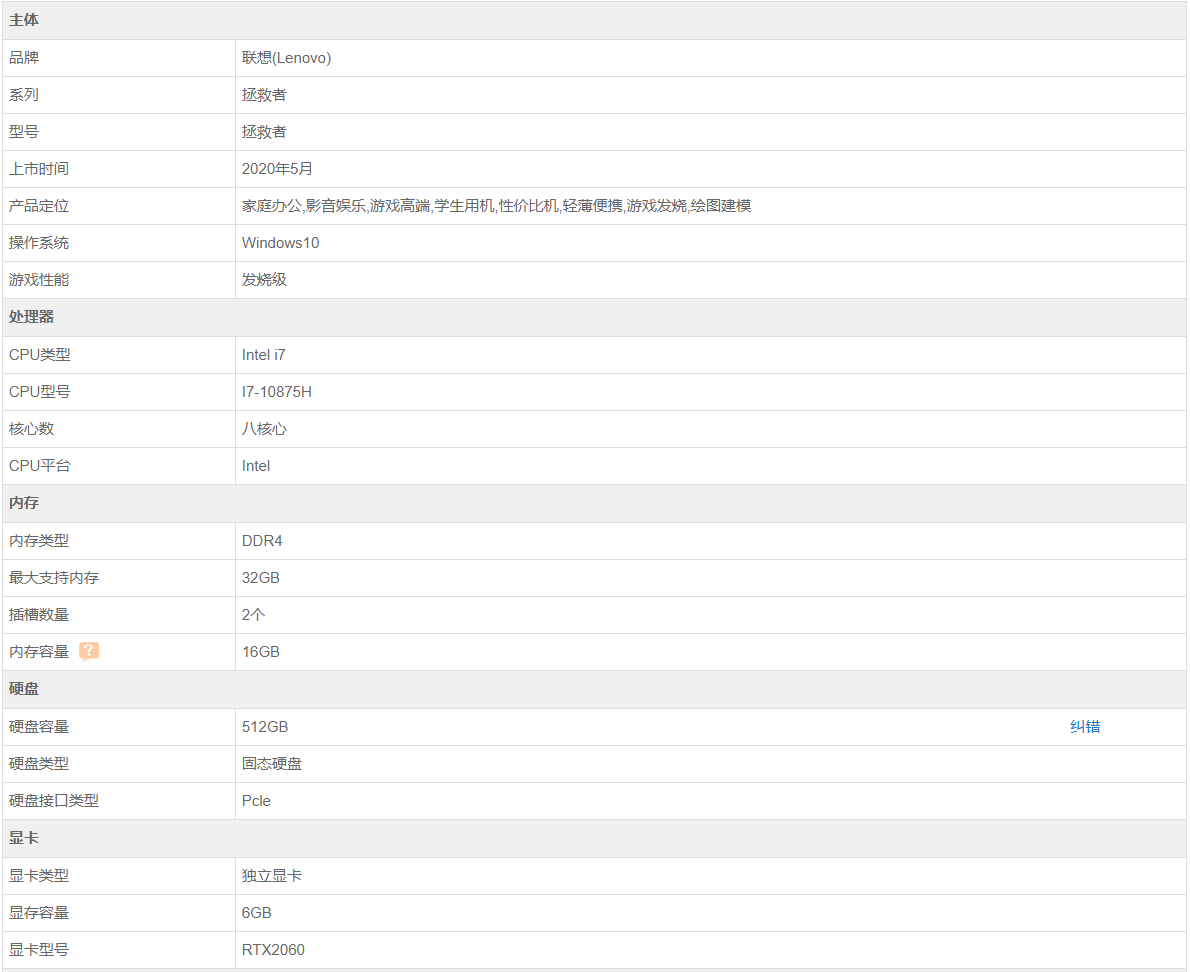 主体
品牌 联想(Lenovo)
系列 拯救者
型号 拯救者
上市时间 2020年5月
产品定位 家庭办公,影音娱乐,游戏高端,学生用机,性价比机,轻薄便携,游戏发烧,绘图建模
操作系统 Windows10
游戏性能 发烧级
处理器
CPU类型 Intel i7
CPU型号 I7-10875H
核心数 八核心
CPU平台 Intel
内存
内存类型 DDR4
最大支持内存 32GB
插槽数量 2个
内存容量 ? 16GB
硬盘
硬盘容量 512GB 纠错
硬盘类型 固态硬盘
硬盘接口类型 Pcle
显卡
显卡类型 独立显卡
显存容量 6GB
显卡型号 RTX2060